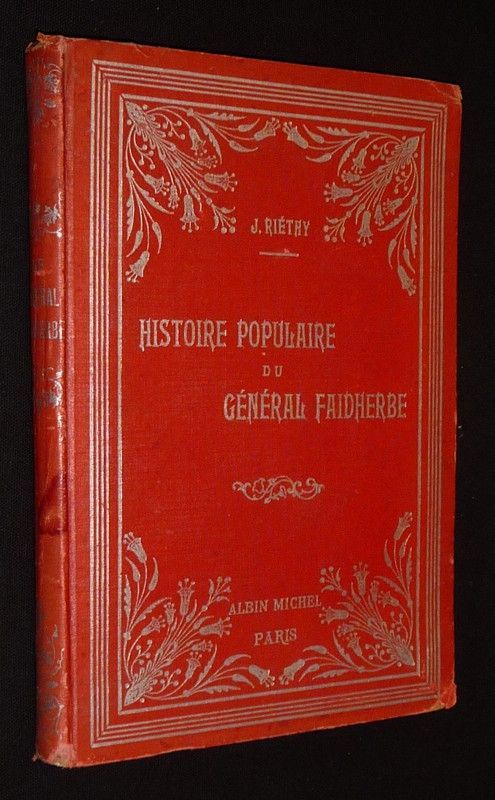 J. RIÉTHY
HISTOIRE POPULAIRE
DU
GÉNÉRAL FAIDHERBE
ALBIN MICHEL
PARIS